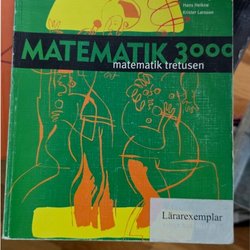 Hans Heikne
Krister Larsson
MATEMATIK 3000
matematik tretusen
Lärarexemplar